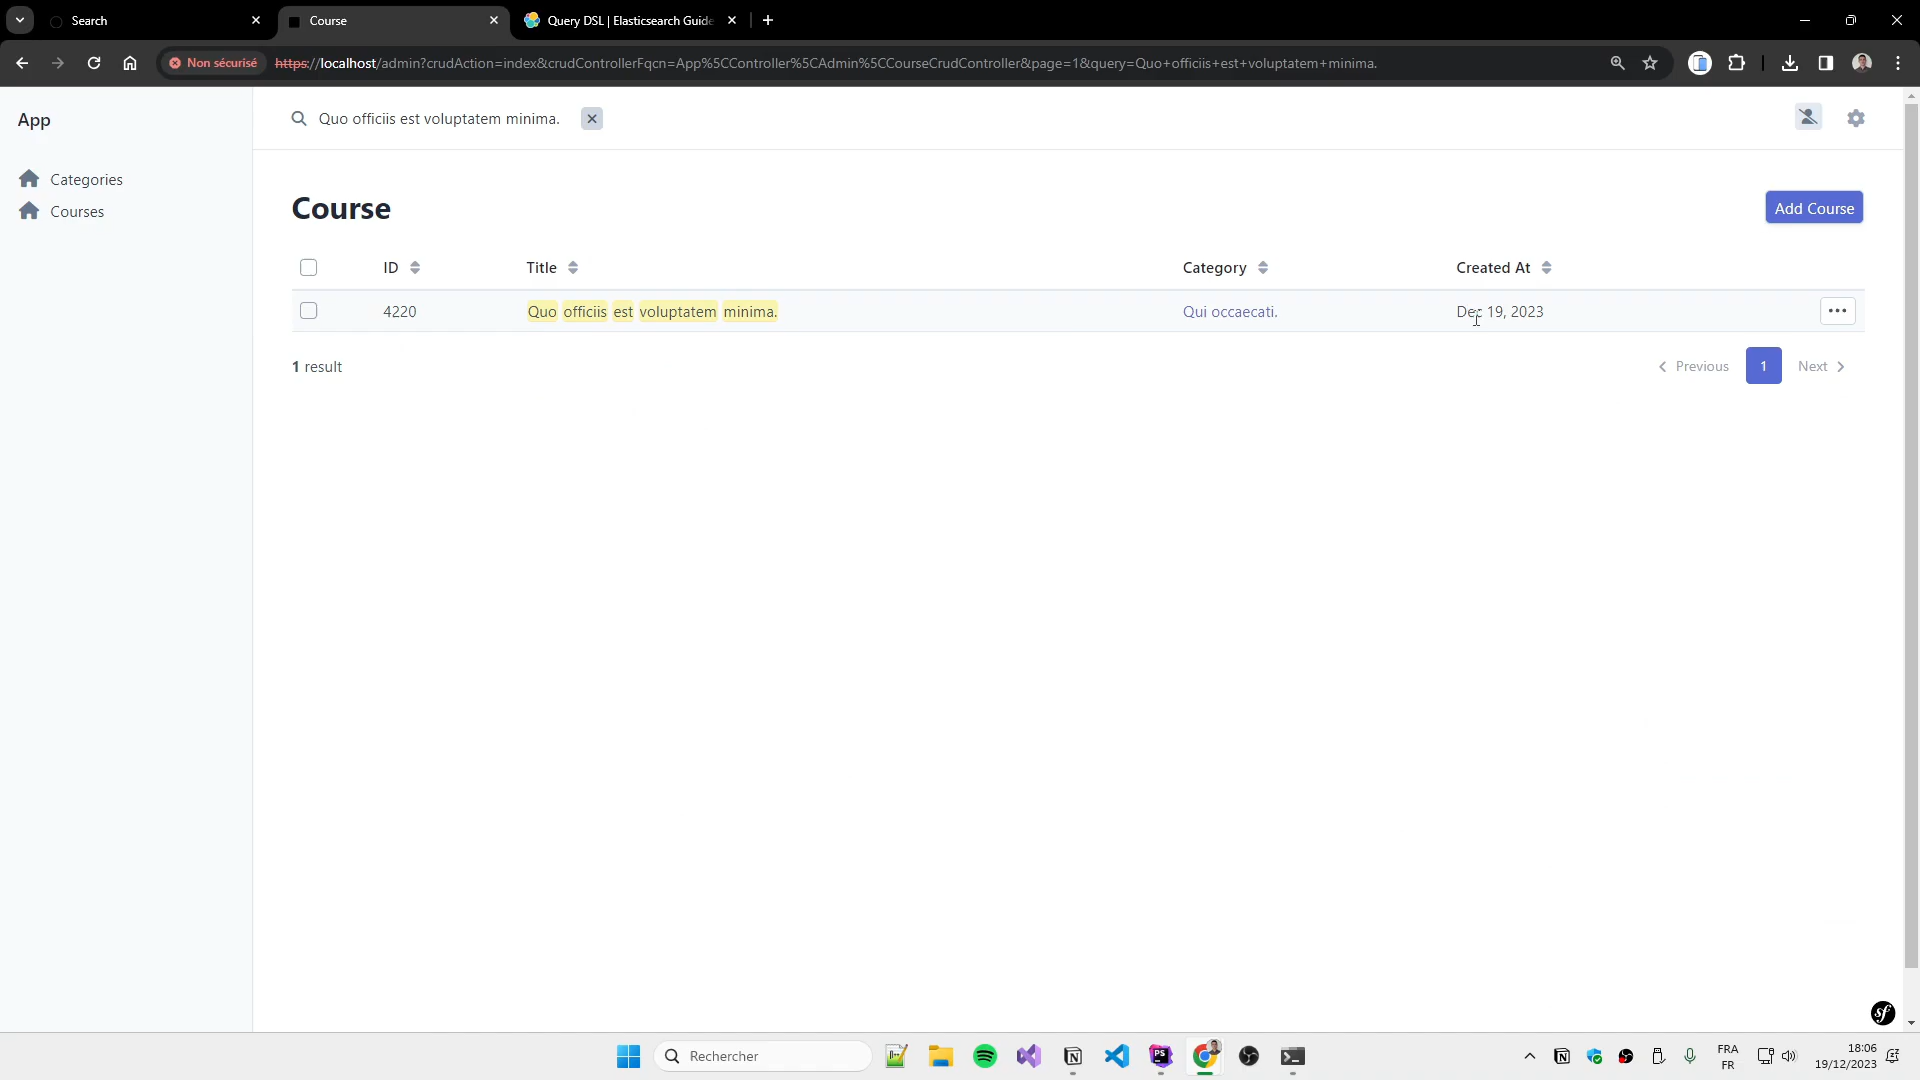 Search
Course
Query DSL | Elasticsearch Guide
Non sécurisé
https://localhost/admin?crudAction=index&crudControllerFqcn=App%5CController%5CAdmin%5CCourseCrudController&page=1&query=Quo+officiis+est+voluptatem+minima.
App
Quo officiis est voluptatem minima.
Categories
Courses
Course
Add Course
ID Title Category Created At
4220 Quo officiis est voluptatem minima. Qui occaecati. Dec 19, 2023
1 result
Previous 1 Next
sf
Rechercher
PS
FRA
FR
18:06
19/12/2023